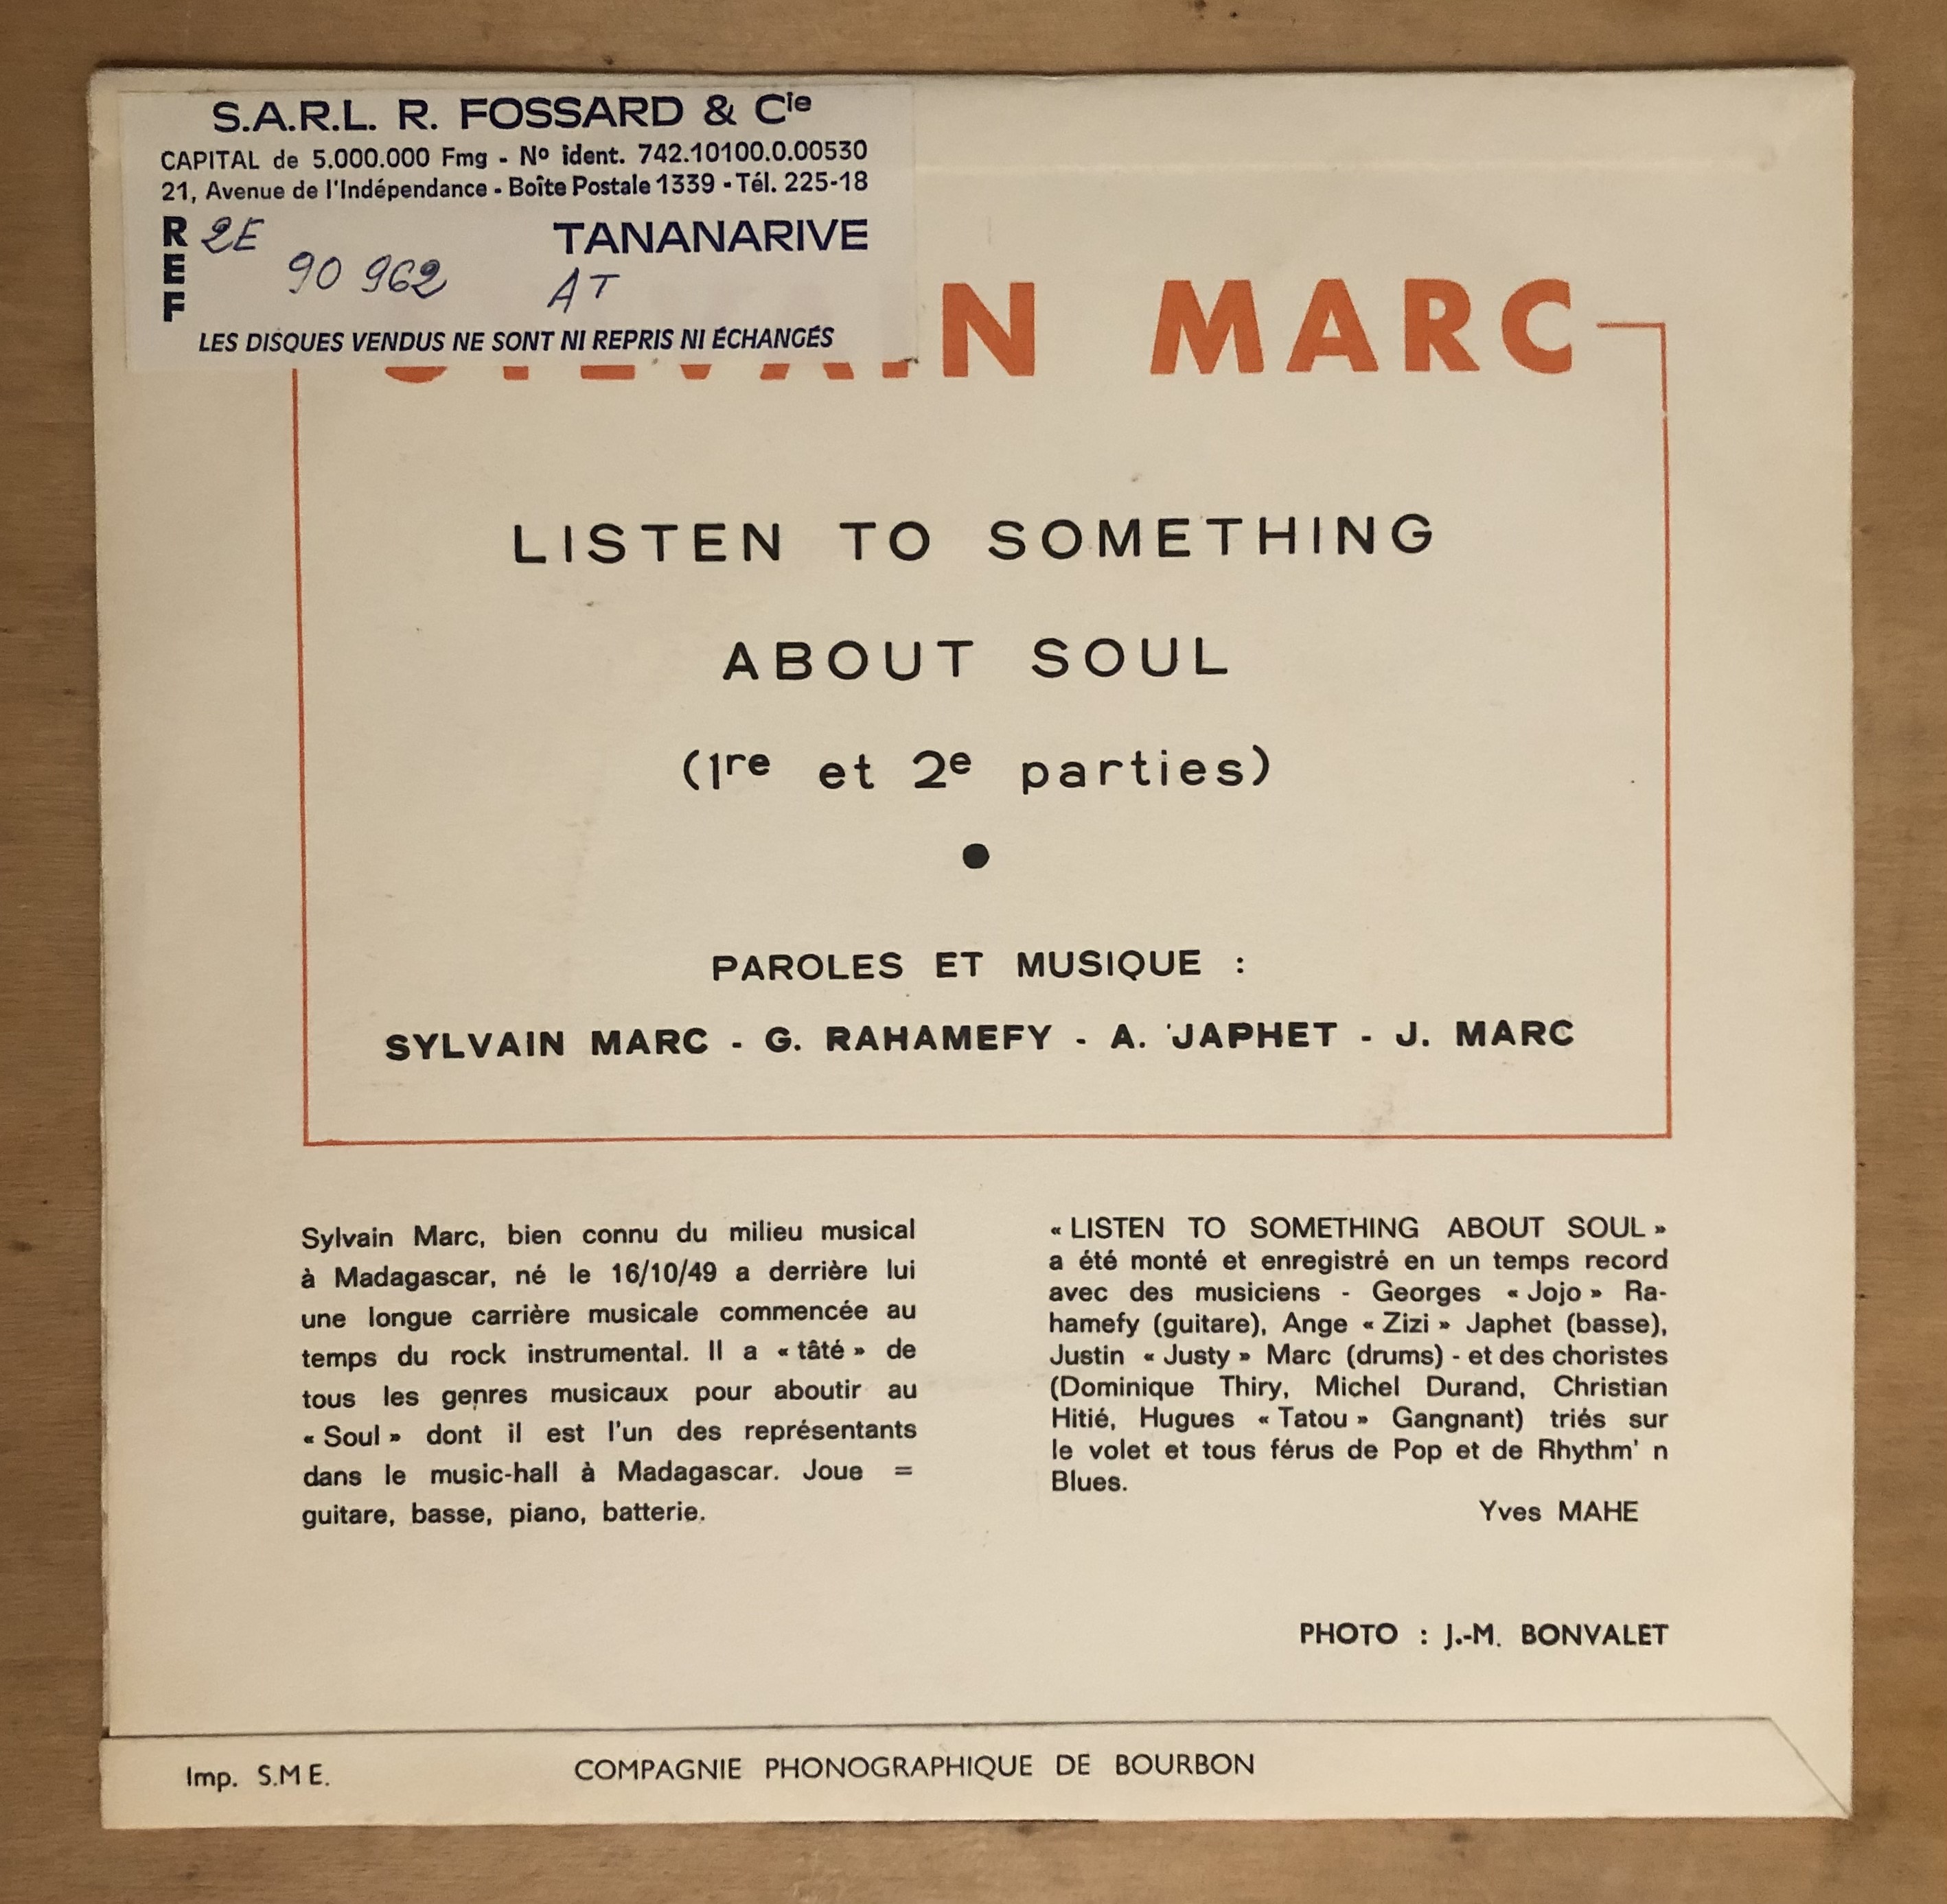 S.A.R.L. R. FOSSARD & Cie
CAPITAL de 5.000.000 Fmg - Nº ident. 742.10100.0.00530
21, Avenue de l'Indépendance - Boîte Postale 1339 - Tél. 225-18
REF 2E TANANARIVE
90 962 AT
LES DISQUES VENDUS NE SONT NI REPRIS NI ÉCHANGÉS
SYLVAIN MARC
LISTEN TO SOMETHING
ABOUT SOUL
(1re et 2e parties)
●
PAROLES ET MUSIQUE :
SYLVAIN MARC - G. RAHAMEFY - A. JAPHET - J. MARC
Sylvain Marc, bien connu du milieu musical
à Madagascar, né le 16/10/49 a derrière lui
une longue carrière musicale commencée au
temps du rock instrumental. Il a « tâté » de
tous les genres musicaux pour aboutir au
« Soul » dont il est l'un des représentants
dans le music-hall à Madagascar. Joue =
guitare, basse, piano, batterie.
« LISTEN TO SOMETHING ABOUT SOUL »
a été monté et enregistré en un temps record
avec des musiciens - Georges « Jojo » Ra-
hamefy (guitare), Ange « Zizi » Japhet (basse),
Justin « Justy » Marc (drums) - et des choristes
(Dominique Thiry, Michel Durand, Christian
Hitié, Hugues « Tatou » Gangnant) triés sur
le volet et tous férus de Pop et de Rhythm' n
Blues.
Yves MAHE
PHOTO : J.-M. BONVALET
Imp. S.M E. COMPAGNIE PHONOGRAPHIQUE DE BOURBON